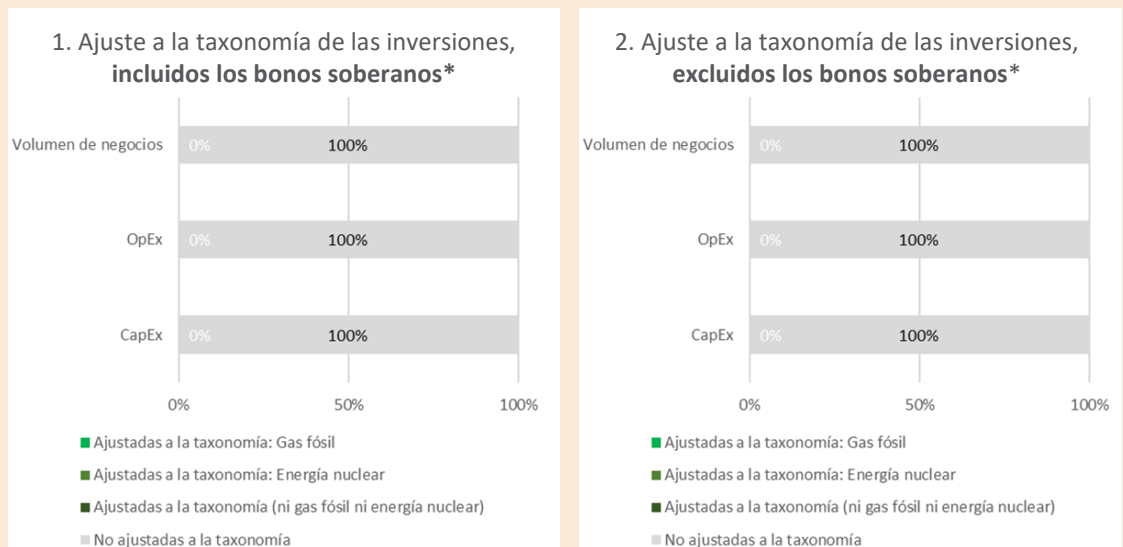 1. Ajuste a la taxonomía de las inversiones,
incluidos los bonos soberanos*
Volumen de negocios
0%
100%
OpEx
0%
100%
CapEx
0%
100%
0%
50%
100%
Ajustadas a la taxonomía: Gas fósil
Ajustadas a la taxonomía: Energía nuclear
Ajustadas a la taxonomía (ni gas fósil ni energía nuclear)
No ajustadas a la taxonomía
2. Ajuste a la taxonomía de las inversiones,
excluidos los bonos soberanos*
Volumen de negocios
0%
100%
OpEx
0%
100%
CapEx
0%
100%
0%
50%
100%
Ajustadas a la taxonomía: Gas fósil
Ajustadas a la taxonomía: Energía nuclear
Ajustadas a la taxonomía (ni gas fósil ni energía nuclear)
No ajustadas a la taxonomía